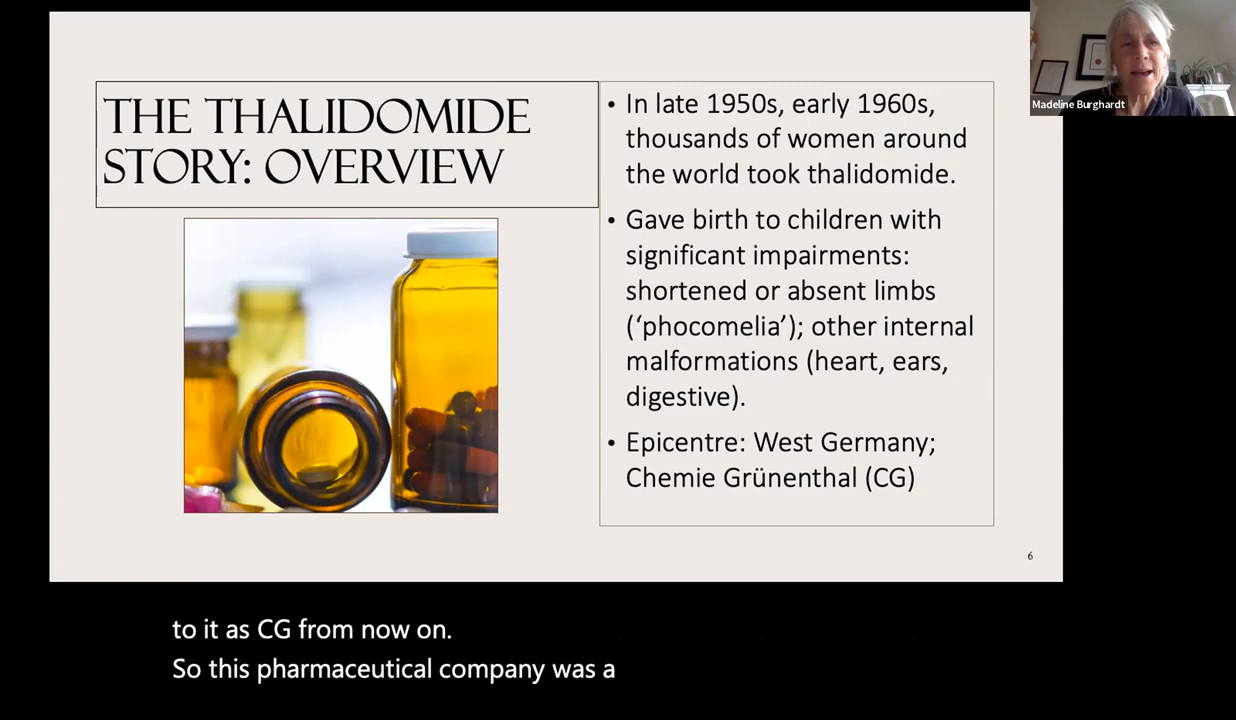 THE THALIDOMIDE
STORY: OVERVIEW
• In late 1950s, early 1960s,
thousands of women around
the world took thalidomide.
• Gave birth to children with
significant impairments:
shortened or absent limbs
(‘phocomelia’); other internal
malformations (heart, ears,
digestive).
• Epicentre: West Germany;
Chemie Grünenthal (CG)
6
Madeline Burghardt
to it as CG from now on.
So this pharmaceutical company was a